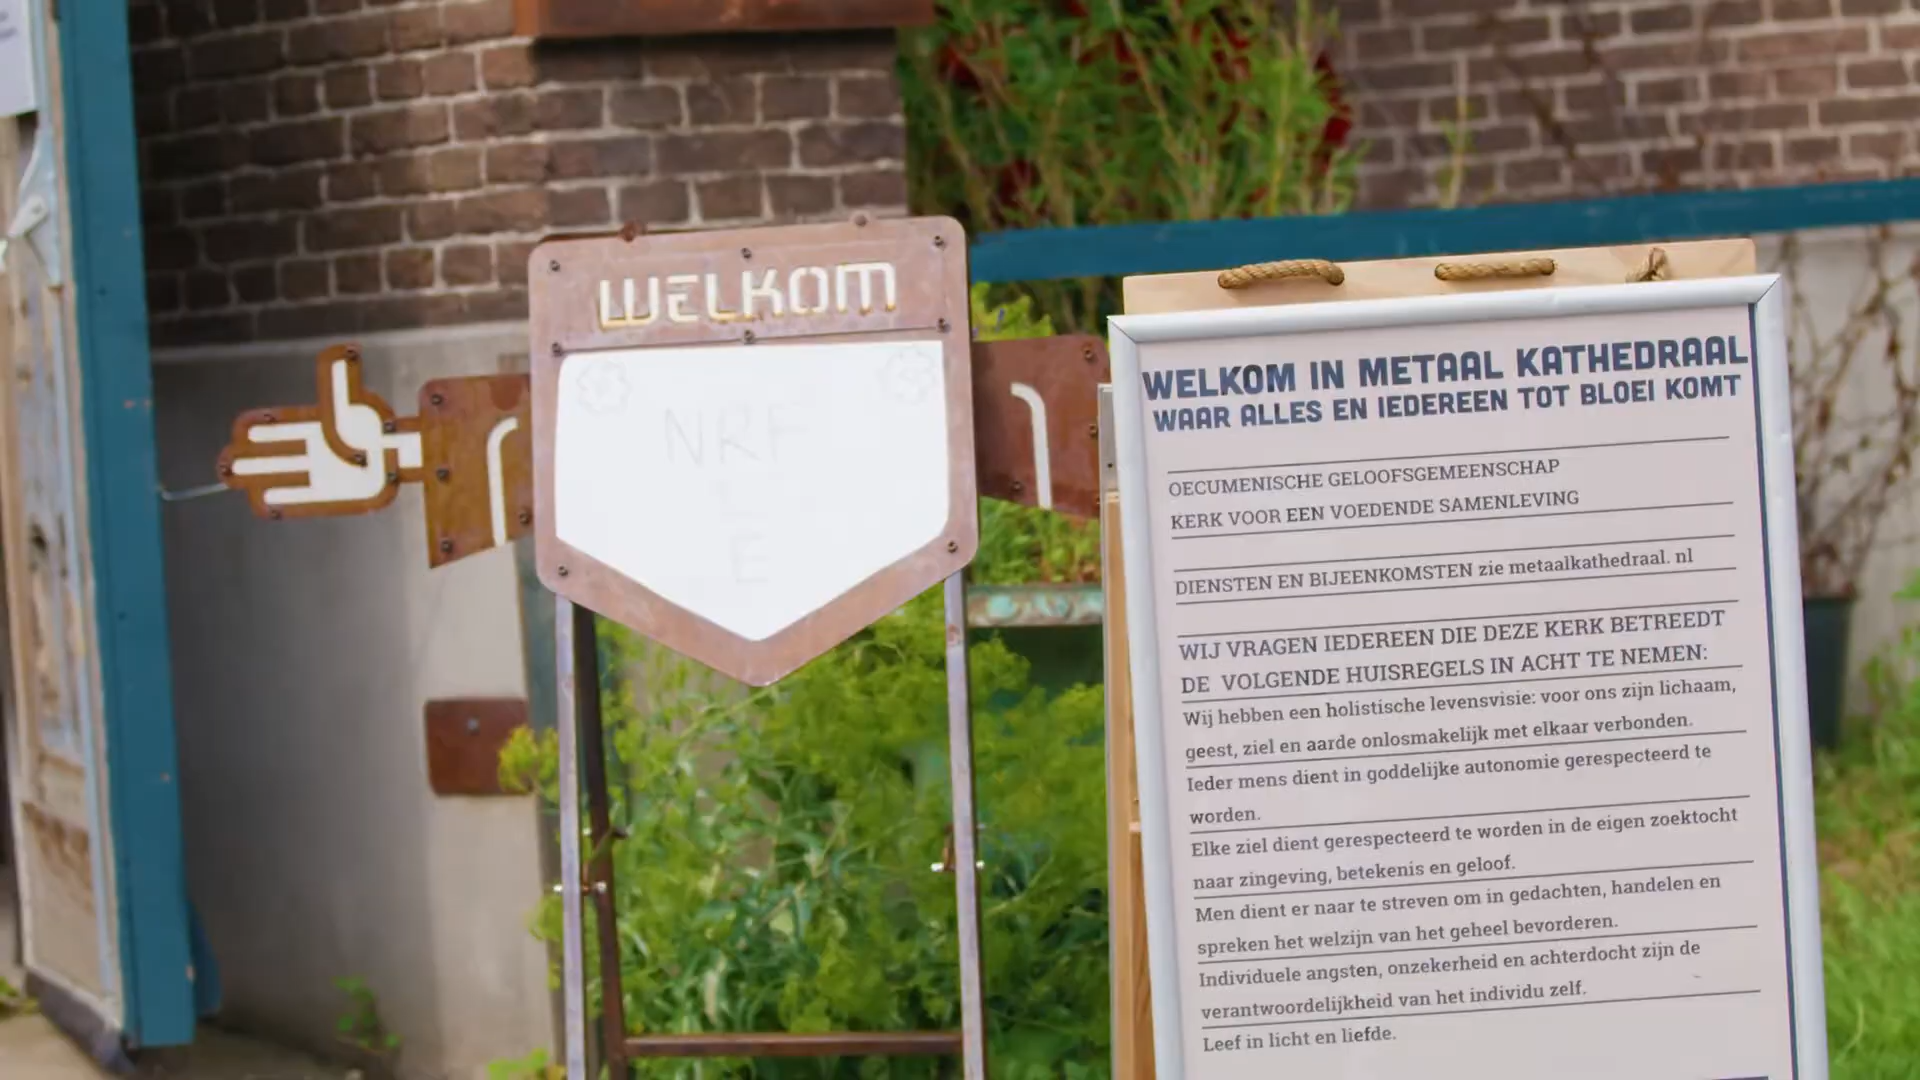 WELKOM
WELKOM IN METAAL KATHEDRAAL
WAAR ALLES EN IEDEREEN TOT BLOEI KOMT
OECUMENISCHE GELOOFSGEMEENSCHAP
KERK VOOR EEN VOEDENDE SAMENLEVING
DIENSTEN EN BIJEENKOMSTEN zie metaalkathedraal. nl
WIJ VRAGEN IEDEREEN DIE DEZE KERK BETREEDT
DE VOLGENDE HUISREGELS IN ACHT TE NEMEN:
Wij hebben een holistische levensvisie: voor ons zijn lichaam,
geest, ziel en aarde onlosmakelijk met elkaar verbonden.
Ieder mens dient in goddelijke autonomie gerespecteerd te
worden.
Elke ziel dient gerespecteerd te worden in de eigen zoektocht
naar zingeving, betekenis en geloof.
Men dient er naar te streven om in gedachten, handelen en
spreken het welzijn van het geheel bevorderen.
Individuele angsten, onzekerheid en achterdocht zijn de
verantwoordelijkheid van het individu zelf.
Leef in licht en liefde.